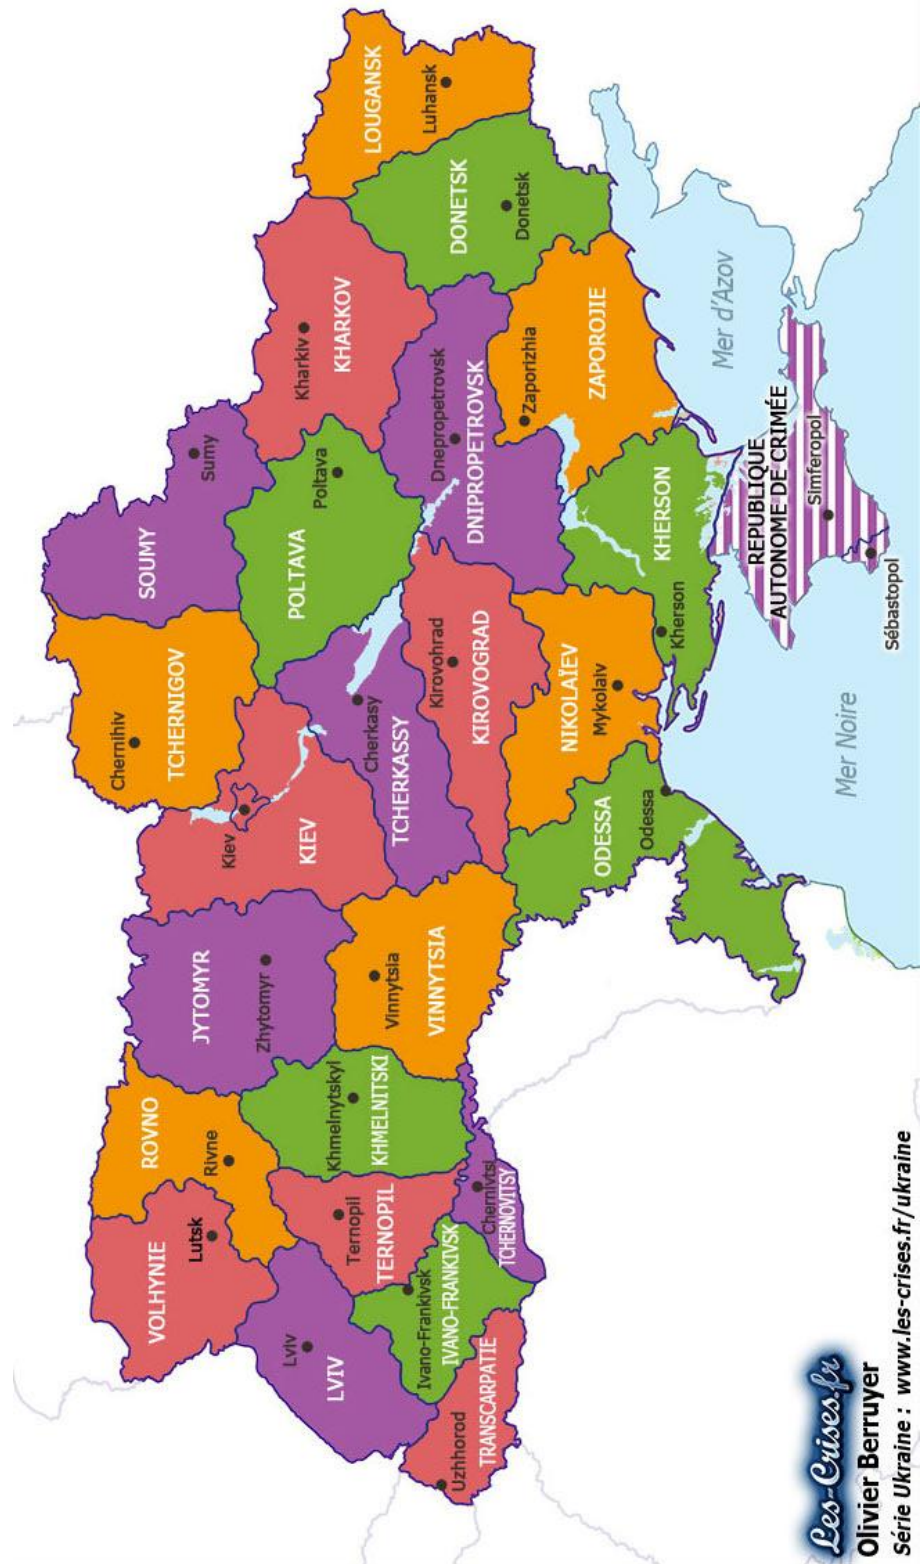 VOLHYNIE
Lutsk
ROVNO
Rivne
LVIV
Lviv
TERNOPIL
Ternopil
KHMELNITSKI
Khmelnytskyl
JYTOMYR
Zhytomyr
KIEV
Kiev
TCHERNIGOV
Chernihiv
SOUMY
Sumy
TRANSCARPATIE
Uzhhorod
IVANO-FRANKIVSK
Ivano-Frankivsk
TCHERNOVITSY
Chernivtsi
VINNYTSIA
Vinnytsia
TCHERKASSY
Cherkasy
POLTAVA
Poltava
KHARKOV
Kharkiv
LOUGANSK
Luhansk
KIROVOGRAD
Kirovohrad
DNIPROPETROVSK
Dnepropetrovsk
DONETSK
Donetsk
ODESSA
Odessa
NIKOLAÏEV
Mykolaiv
KHERSON
Kherson
ZAPOROJIE
Zaporizhia
Mer d'Azov
REPUBLIQUE
AUTONOME DE CRIMÉE
Simferopol
Sébastopol
Mer Noire
Les-Crises.fr
Olivier Berruyer
Série Ukraine : www.les-crises.fr/ukraine